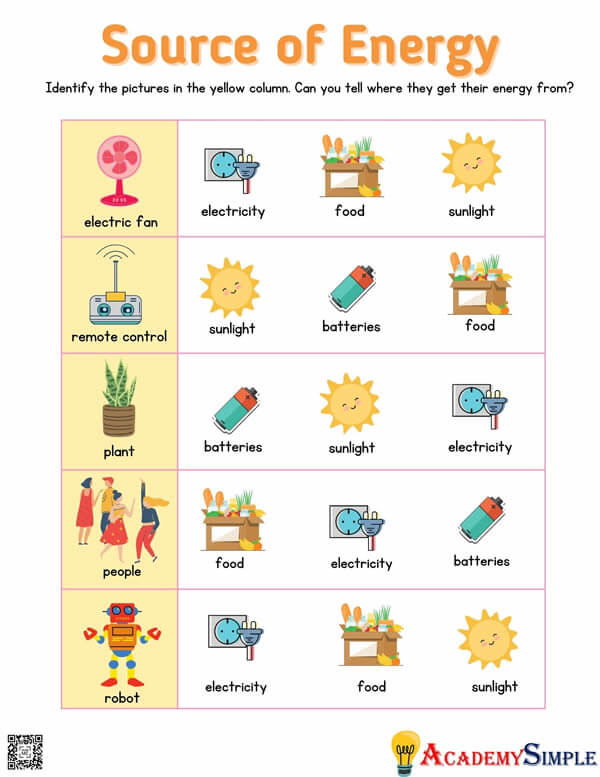 Source of Energy
Identify the pictures in the yellow column. Can you tell where they get their energy from?
electric fan
electricity
food
sunlight
remote control
sunlight
batteries
food
plant
batteries
sunlight
electricity
people
food
electricity
batteries
robot
electricity
food
sunlight
AcademySimple